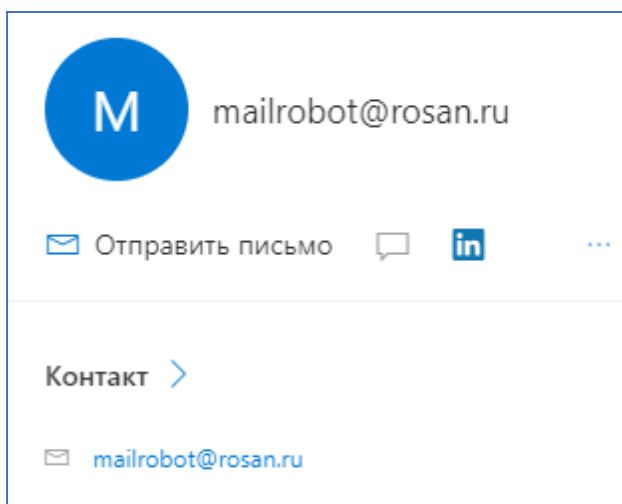 M
mailrobot@rosan.ru
Отправить письмо
in
...
Контакт
mailrobot@rosan.ru